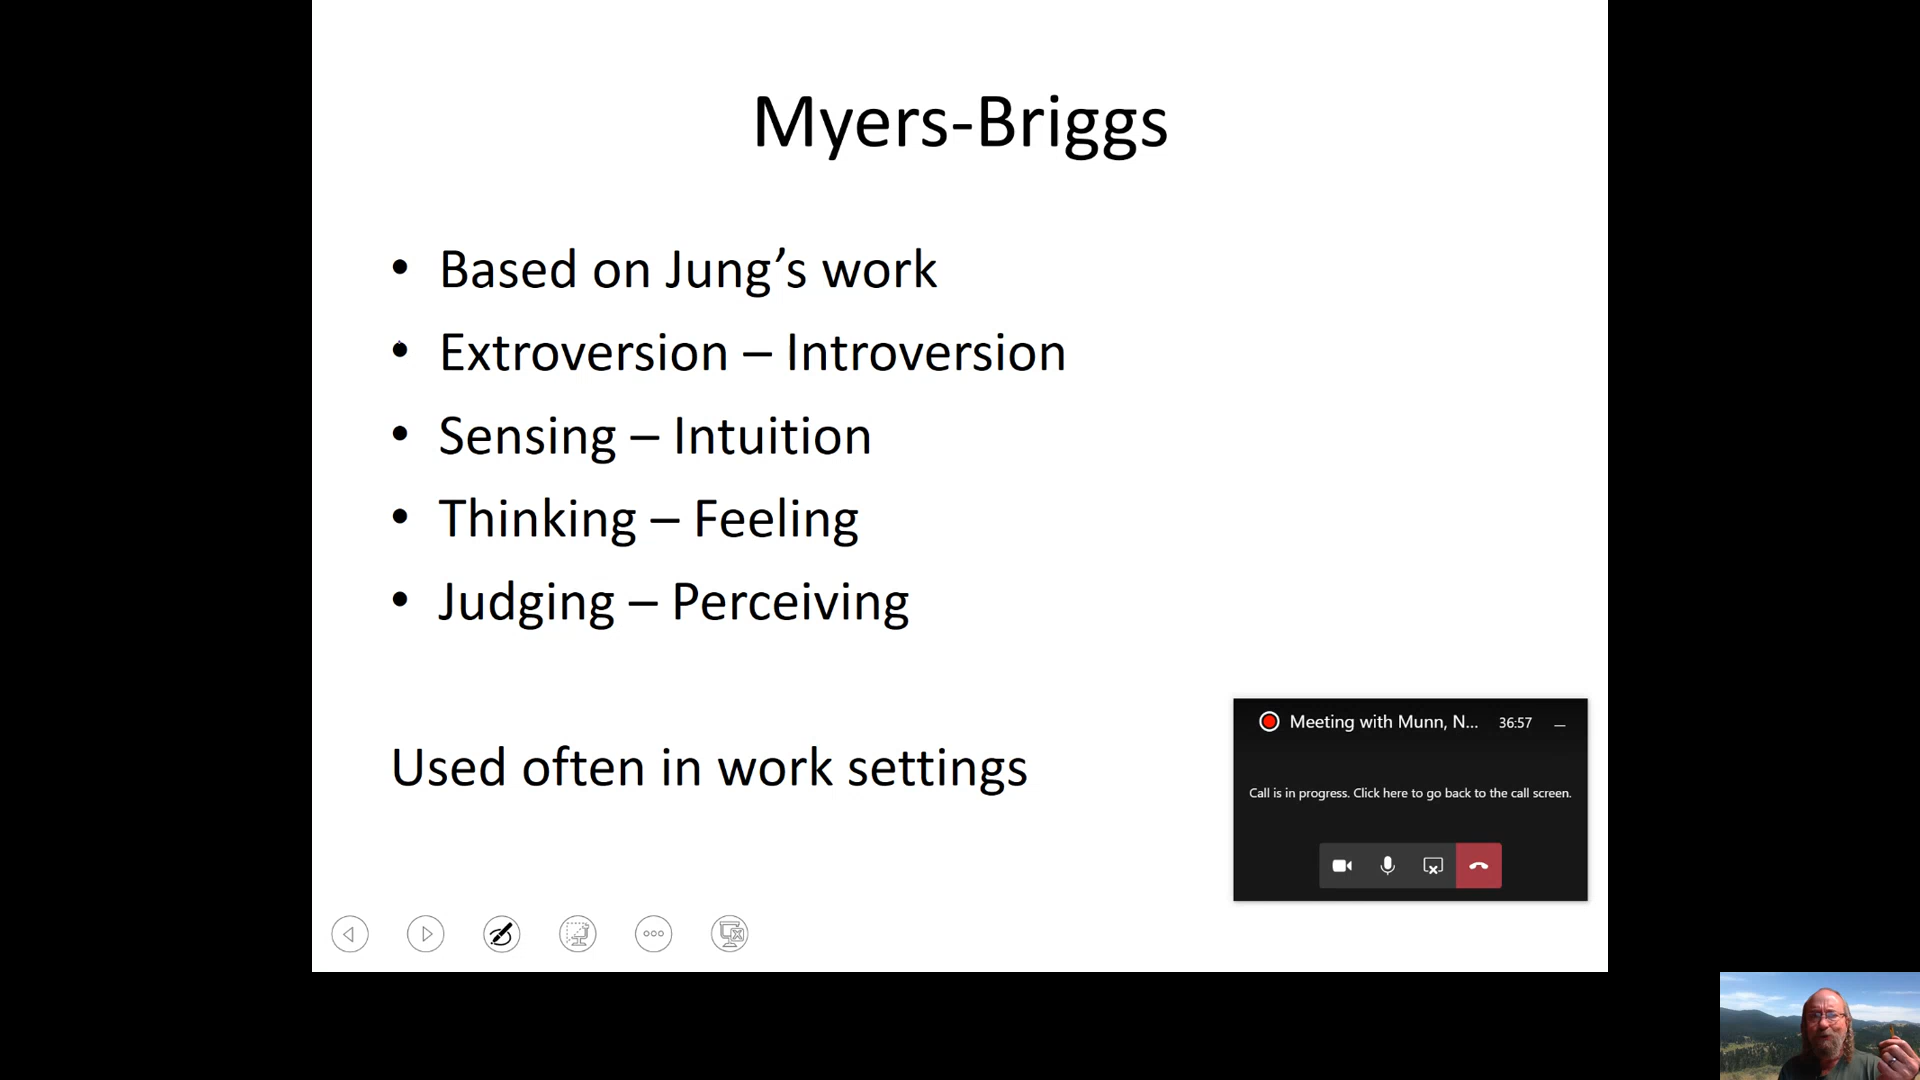 Myers-Briggs
• Based on Jung’s work
• Extroversion – Introversion
• Sensing – Intuition
• Thinking – Feeling
• Judging – Perceiving
Used often in work settings
Meeting with Munn, N... 36:57
Call is in progress. Click here to go back to the call screen.